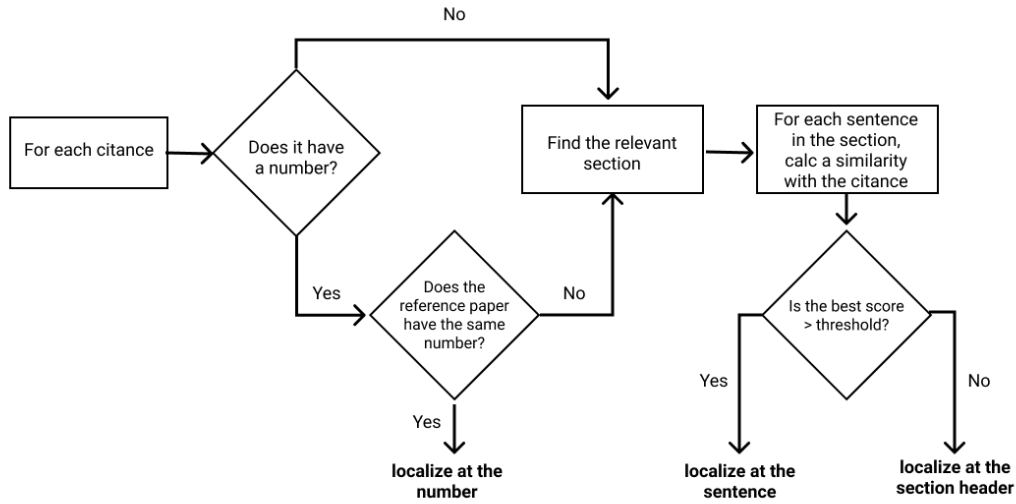 No
For each citance
Does it have
a number?
Find the relevant
section
For each sentence
in the section,
calc a similarity
with the citance
Yes
Does the
reference paper
have the same
number?
No
Is the best score
> threshold?
Yes
No
Yes
localize at the
number
localize at the
sentence
localize at the
section header